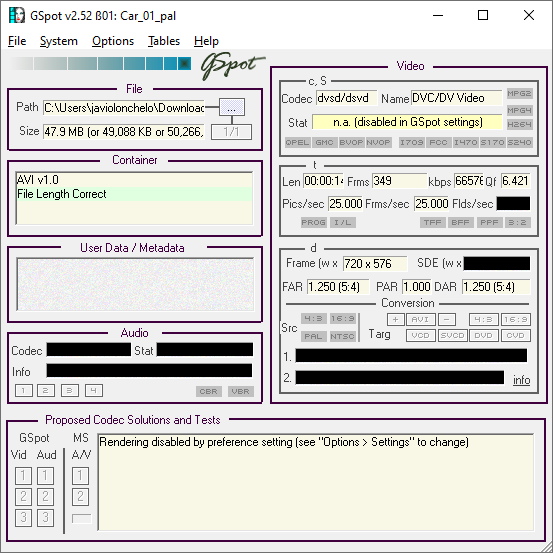 GSpot v2.52 ß01: Car_01_pal
File System Options Tables Help
GSpot
File
Path C:\Users\javiolonchelo\Downloac ...
Size 47.9 MB (or 49,088 KB or 50,266, 1/1
Container
AVI v1.0
File Length Correct
User Data / Metadata
Audio
Codec Stat
Info
1 2 3 4 CBR VBR
Video
c, S
Codec dvsd/dsvd Name DVC/DV Video MPG2
MPG4
Stat n.a. (disabled in GSpot settings) H264
QPEL GMC BVOP NVOP I709 FCC I470 S170 S240
t
Len 00:00:14 Frms 349 kbps 66576 Qf 6.421
Pics/sec 25.000 Frms/sec 25.000 Flds/sec
PROG I/L TFF BFF PPF 3:2
d
Frame (w x 720 x 576 SDE (w x
FAR 1.250 (5:4) PAR 1.000 DAR 1.250 (5:4)
Conversion
Src 4:3 16:9 PAL NTSC
Targ + AVI - 4:3 16:9
VCD SVCD DVD CVD
1.
2. info
Proposed Codec Solutions and Tests
GSpot MS
Vid Aud A/V
1 1 1
2 2 2
3 3
Rendering disabled by preference setting (see "Options > Settings" to change)